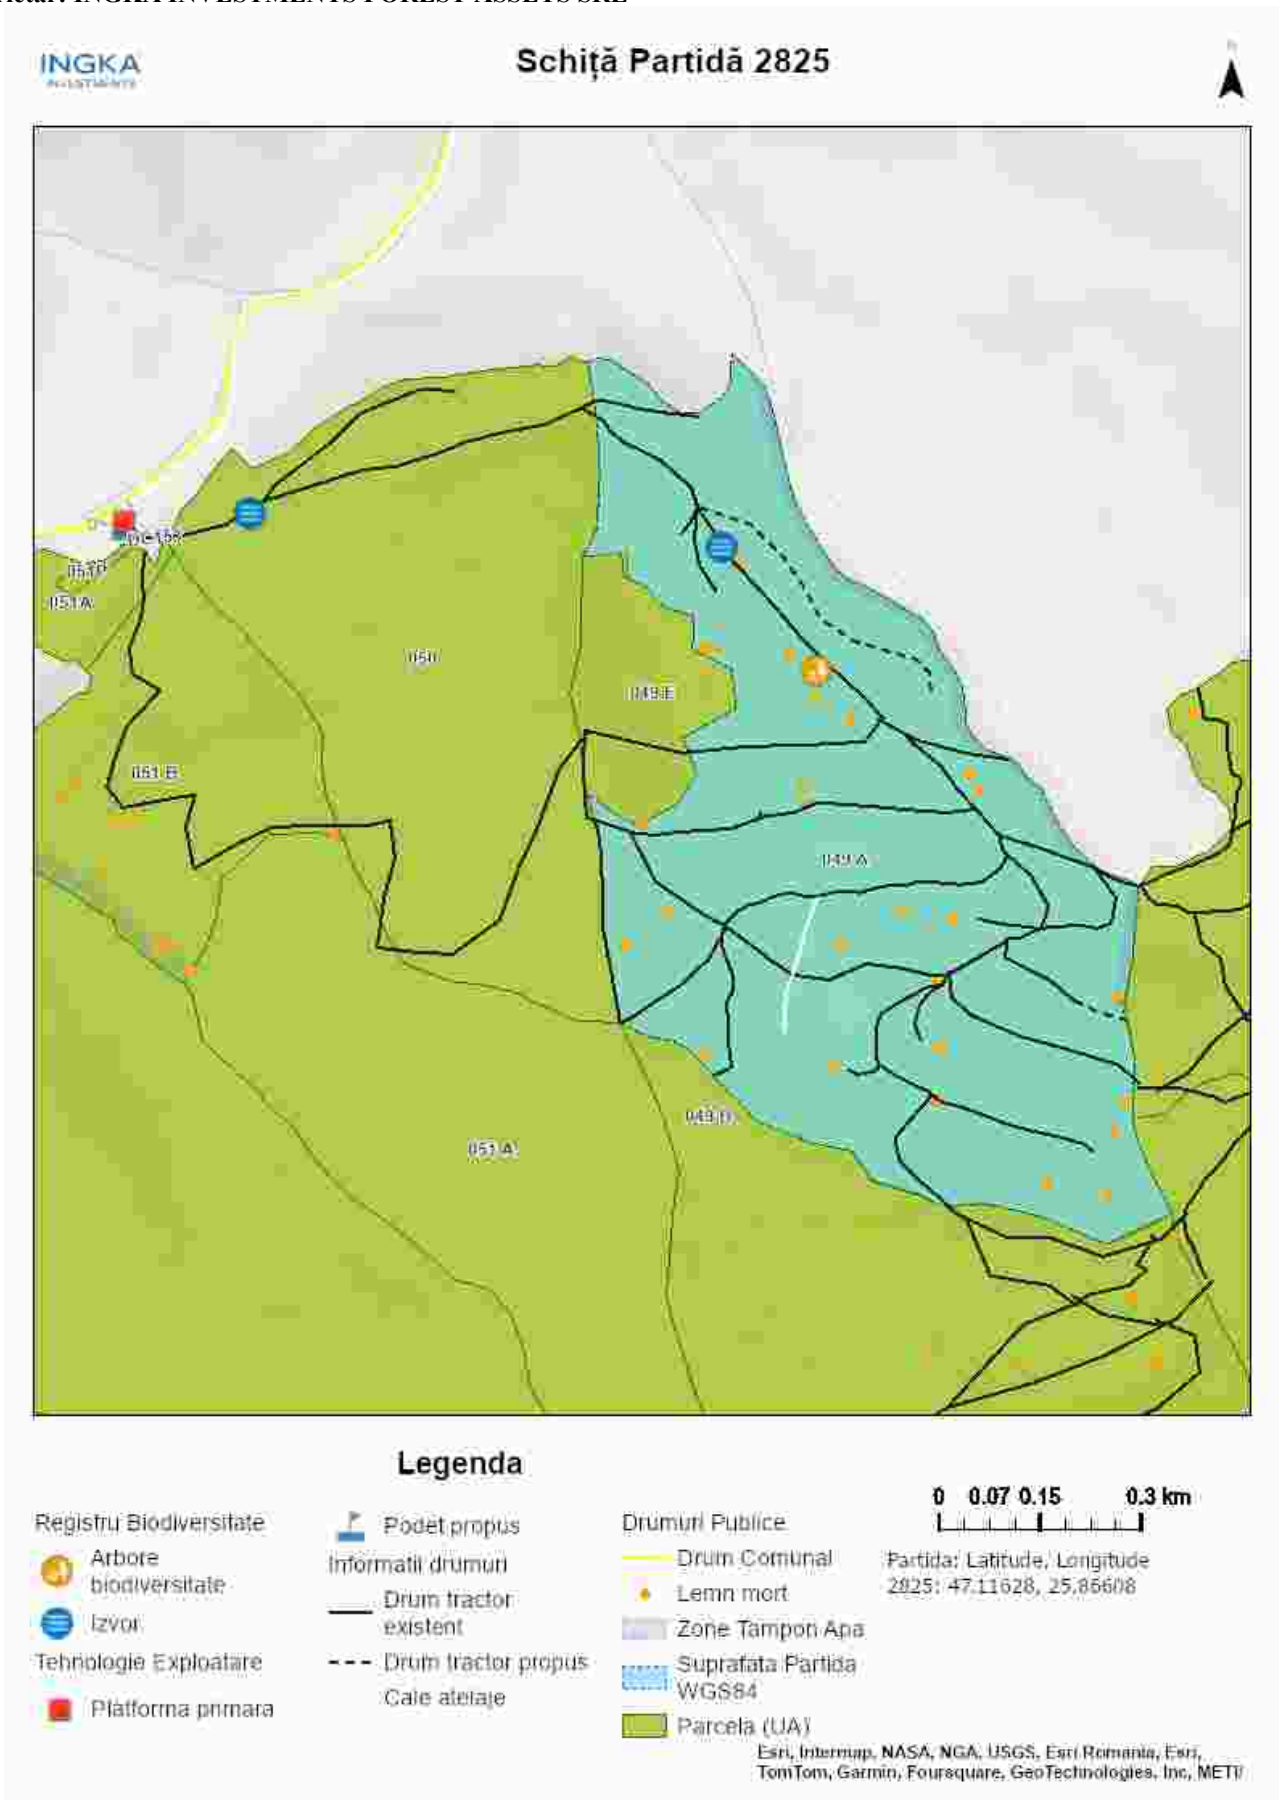 INGKA INVESTMENTS FOREST ASSETS SRL
INGKA
INVESTMENTS
Schiță Partidă 2825
N
051 A
050
049 E
051 B
049 A
049 D
051 A
Legenda
Registru Biodiversitate
Arbore
biodiversitate
Izvor
Tehnologie Exploatare
Platforma primara
Podet propus
Informatii drumuri
Drum tractor
existent
Drum tractor propus
Cale atelaje
Drumuri Publice
Drum Comunal
Lemn mort
Zone Tampon Apa
Suprafata Partida
WGS84
Parcela (UA)
0 0.07 0.15 0.3 km
Partida: Latitude, Longitude
2825: 47.11628, 25.86608
Esri, Intermap, NASA, NGA, USGS, Esri Romania, Esri,
TomTom, Garmin, Foursquare, GeoTechnologies, Inc, METI/